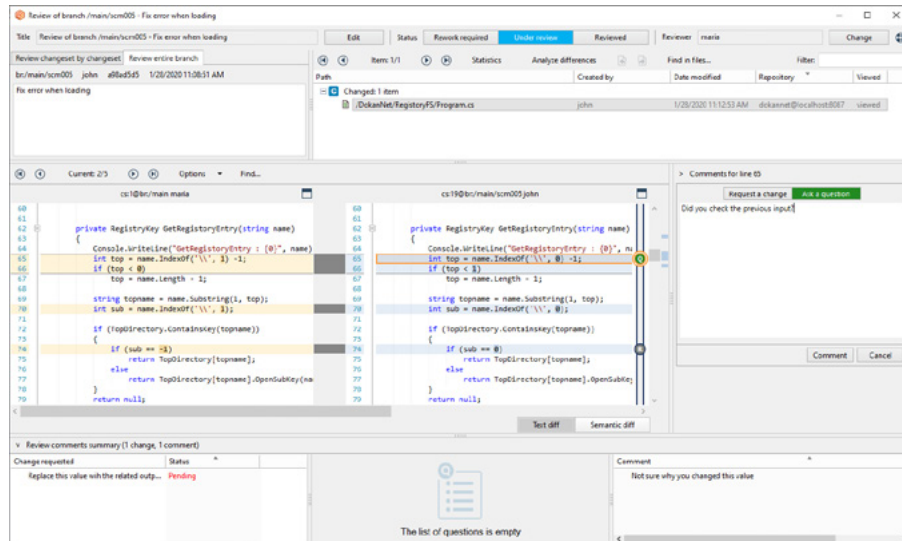 Review of branch /main/scm005 - Fix error when loading
Title Review of branch /main/scm005 - Fix error when loading Edit Status Rework required Under review Reviewed Reviewer maria Change
Review changeset by changeset Review entire branch
br:/main/scm005 john a98ad5d5 1/28/2020 11:08:51 AM
Fix error when loading
Item: 1/1 Statistics Analyze differences Find in files... Filter:
Path Created by Date modified Repository Viewed
C Changed: 1 item
/DokanNet/RegistoryFS/Program.cs john 1/28/2020 11:12:53 AM dokannet@localhost:8087 viewed
Current: 2/5 Options Find...
cs:1@br:/main maria
60
61
62 private RegistryKey GetRegistoryEntry(string name)
63 {
64 Console.WriteLine("GetRegistoryEntry : {0}", name)
65 int top = name.IndexOf('\\', 1) -1;
66 if (top < 0)
67 top = name.Length - 1;
68
69 string topname = name.Substring(1, top);
70 int sub = name.IndexOf('\\', 1);
71
72 if (TopDirectory.ContainsKey(topname))
73 {
74 if (sub == -1)
75 return TopDirectory[topname];
76 else
77 return TopDirectory[topname].OpenSubKey(na
78 }
79 return null;
cs:19@br:/main/scm005 john
60
61
62 private RegistryKey GetRegistoryEntry(string name)
63 {
64 Console.WriteLine("GetRegistoryEntry : {0}", na
65 int top = name.IndexOf('\\', 0) -1;
66 if (top < 1)
67 top = name.Length - 1;
68
69 string topname = name.Substring(1, top);
70 int sub = name.IndexOf('\\', 0);
71
72 if (TopDirectory.ContainsKey(topname))
73 {
74 if (sub == 0)
75 return TopDirectory[topname];
76 else
77 return TopDirectory[topname].OpenSubKey
78 }
79 return null;
Text diff Semantic diff
Comments for line 65
Request a change Ask a question
Did you check the previous input?
Comment Cancel
Review comments summary (1 change, 1 comment)
Change requested Status
Replace this value wih the related outp... Pending
The list of questions is empty
Comment
Not sure why you changed this value